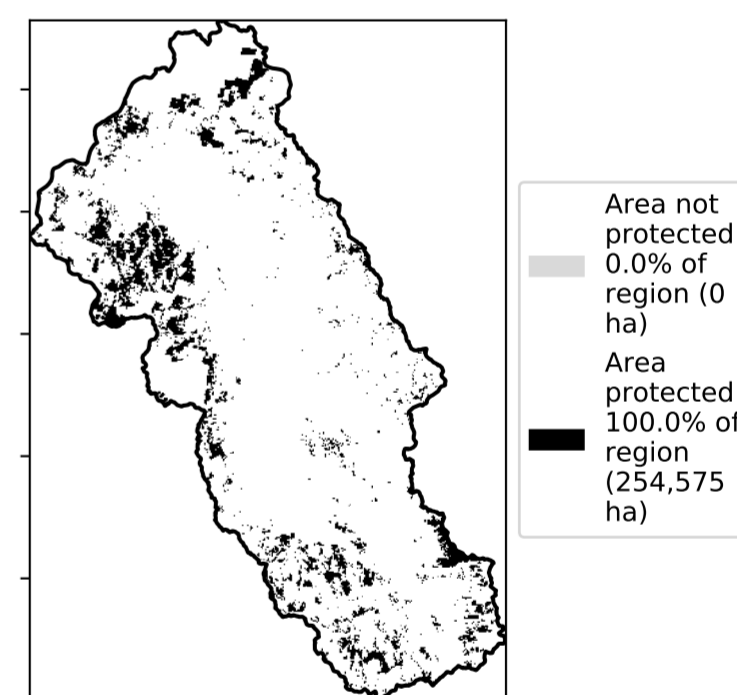 Area not
protected
0.0% of
region (0
ha)
Area
protected
100.0% of
region
(254,575
ha)